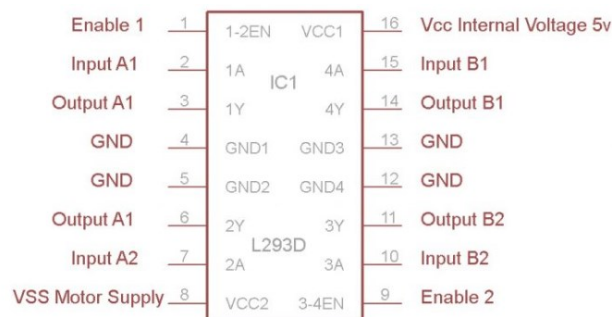 Enable 1 1 1-2EN VCC1 16 Vcc Internal Voltage 5v
Input A1 2 1A 4A 15 Input B1
IC1
Output A1 3 1Y 4Y 14 Output B1
GND 4 GND1 GND3 13 GND
GND 5 GND2 GND4 12 GND
Output A1 6 2Y 3Y 11 Output B2
L293D
Input A2 7 2A 3A 10 Input B2
VSS Motor Supply 8 VCC2 3-4EN 9 Enable 2